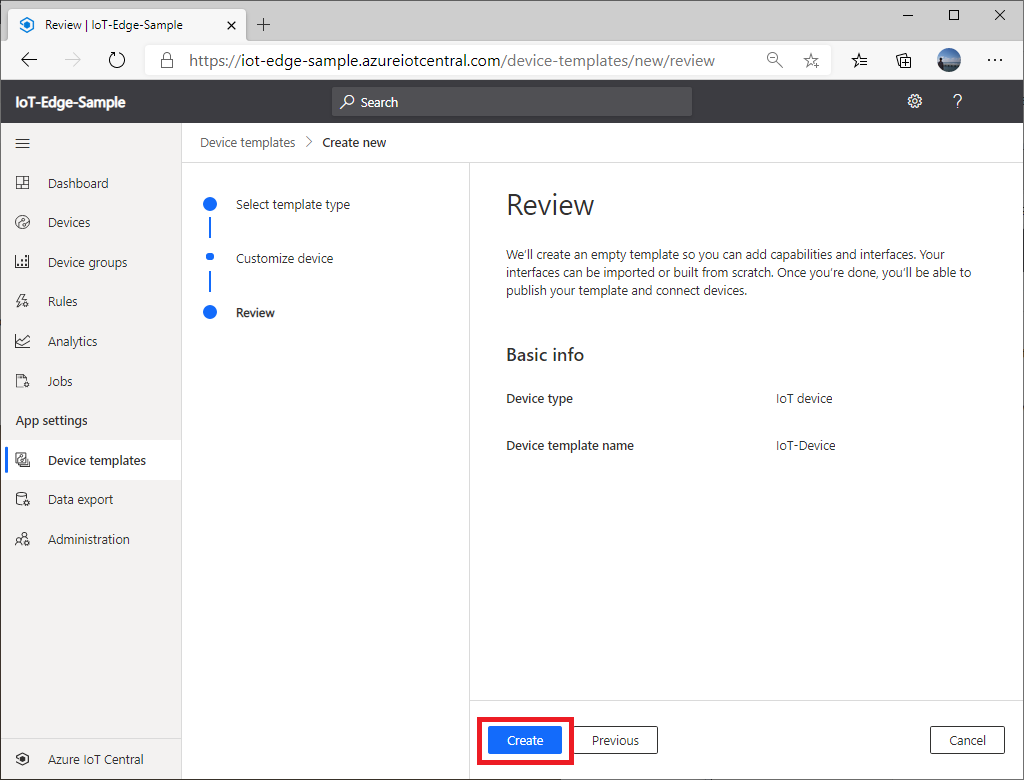 Review | IoT-Edge-Sample
https://iot-edge-sample.azureiotcentral.com/device-templates/new/review
IoT-Edge-Sample
Search
?
Device templates > Create new
Dashboard
Devices
Device groups
Rules
Analytics
Jobs
App settings
Device templates
Data export
Administration
Azure IoT Central
Select template type
Customize device
Review
Review
We'll create an empty template so you can add capabilities and interfaces. Your
interfaces can be imported or built from scratch. Once you're done, you'll be able to
publish your template and connect devices.
Basic info
Device type IoT device
Device template name IoT-Device
Create Previous Cancel